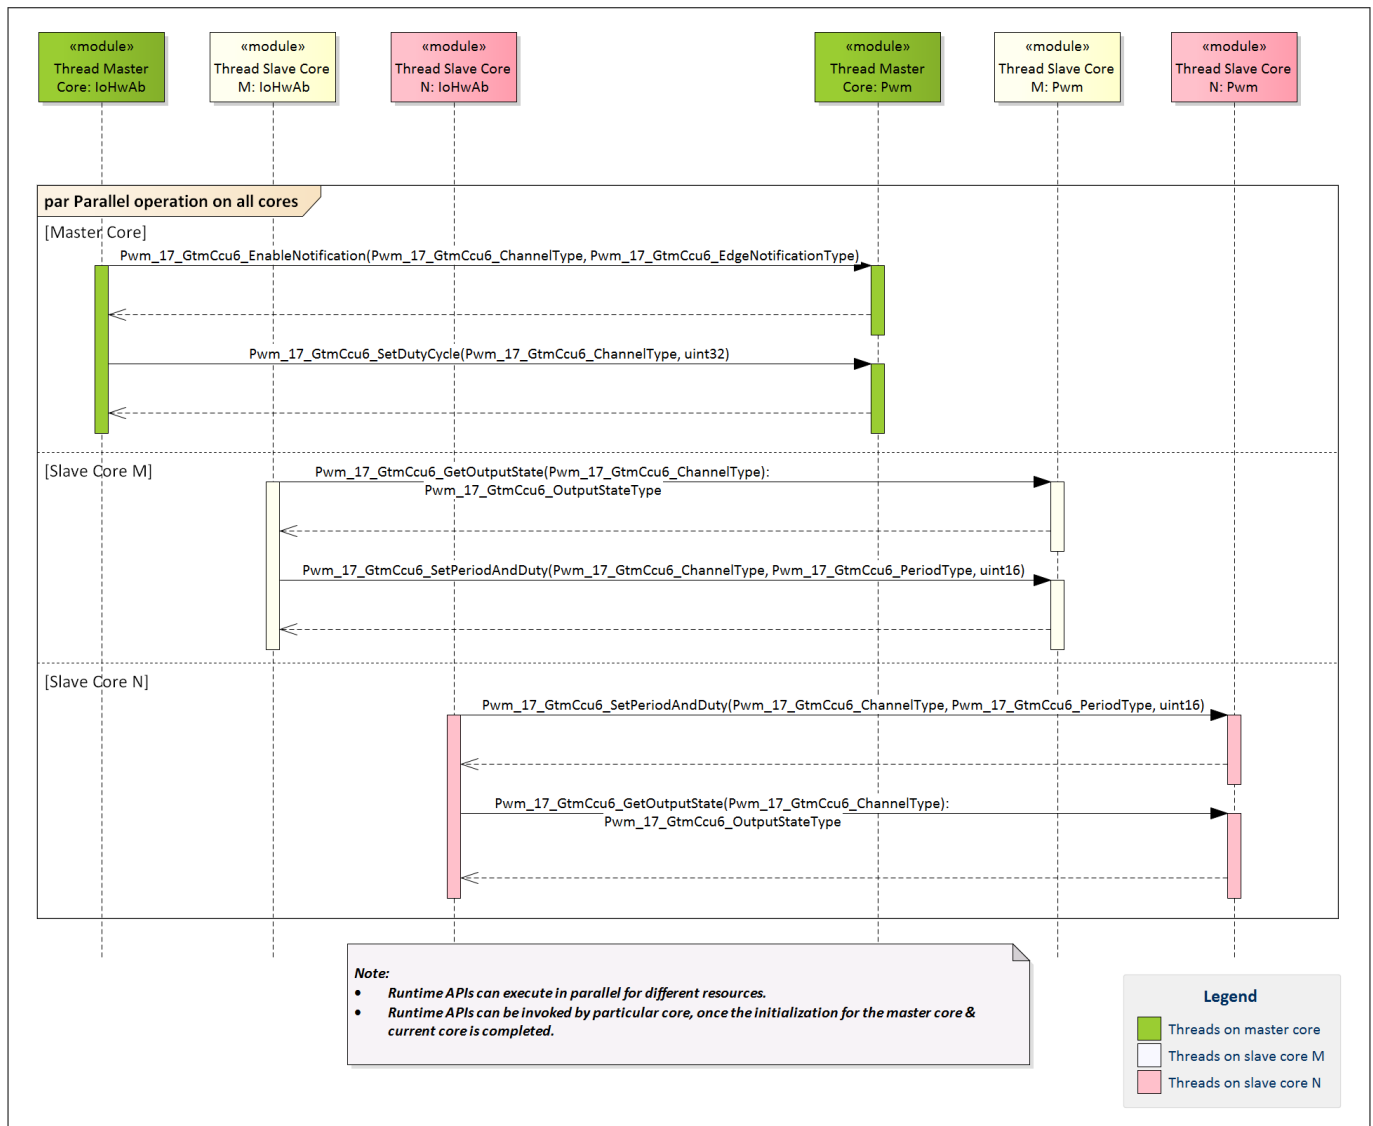 «module»
Thread Master
Core: IoHwAb
«module»
Thread Slave Core
M: IoHwAb
«module»
Thread Slave Core
N: IoHwAb
«module»
Thread Master
Core: Pwm
«module»
Thread Slave Core
M: Pwm
«module»
Thread Slave Core
N: Pwm
par Parallel operation on all cores
[Master Core]
Pwm_17_GtmCcu6_EnableNotification(Pwm_17_GtmCcu6_ChannelType, Pwm_17_GtmCcu6_EdgeNotificationType)
Pwm_17_GtmCcu6_SetDutyCycle(Pwm_17_GtmCcu6_ChannelType, uint32)
[Slave Core M]
Pwm_17_GtmCcu6_GetOutputState(Pwm_17_GtmCcu6_ChannelType):
Pwm_17_GtmCcu6_OutputStateType
Pwm_17_GtmCcu6_SetPeriodAndDuty(Pwm_17_GtmCcu6_ChannelType, Pwm_17_GtmCcu6_PeriodType, uint16)
[Slave Core N]
Pwm_17_GtmCcu6_SetPeriodAndDuty(Pwm_17_GtmCcu6_ChannelType, Pwm_17_GtmCcu6_PeriodType, uint16)
Pwm_17_GtmCcu6_GetOutputState(Pwm_17_GtmCcu6_ChannelType):
Pwm_17_GtmCcu6_OutputStateType
Note:
• Runtime APIs can execute in parallel for different resources.
• Runtime APIs can be invoked by particular core, once the initialization for the master core &
current core is completed.
Legend
Threads on master core
Threads on slave core M
Threads on slave core N